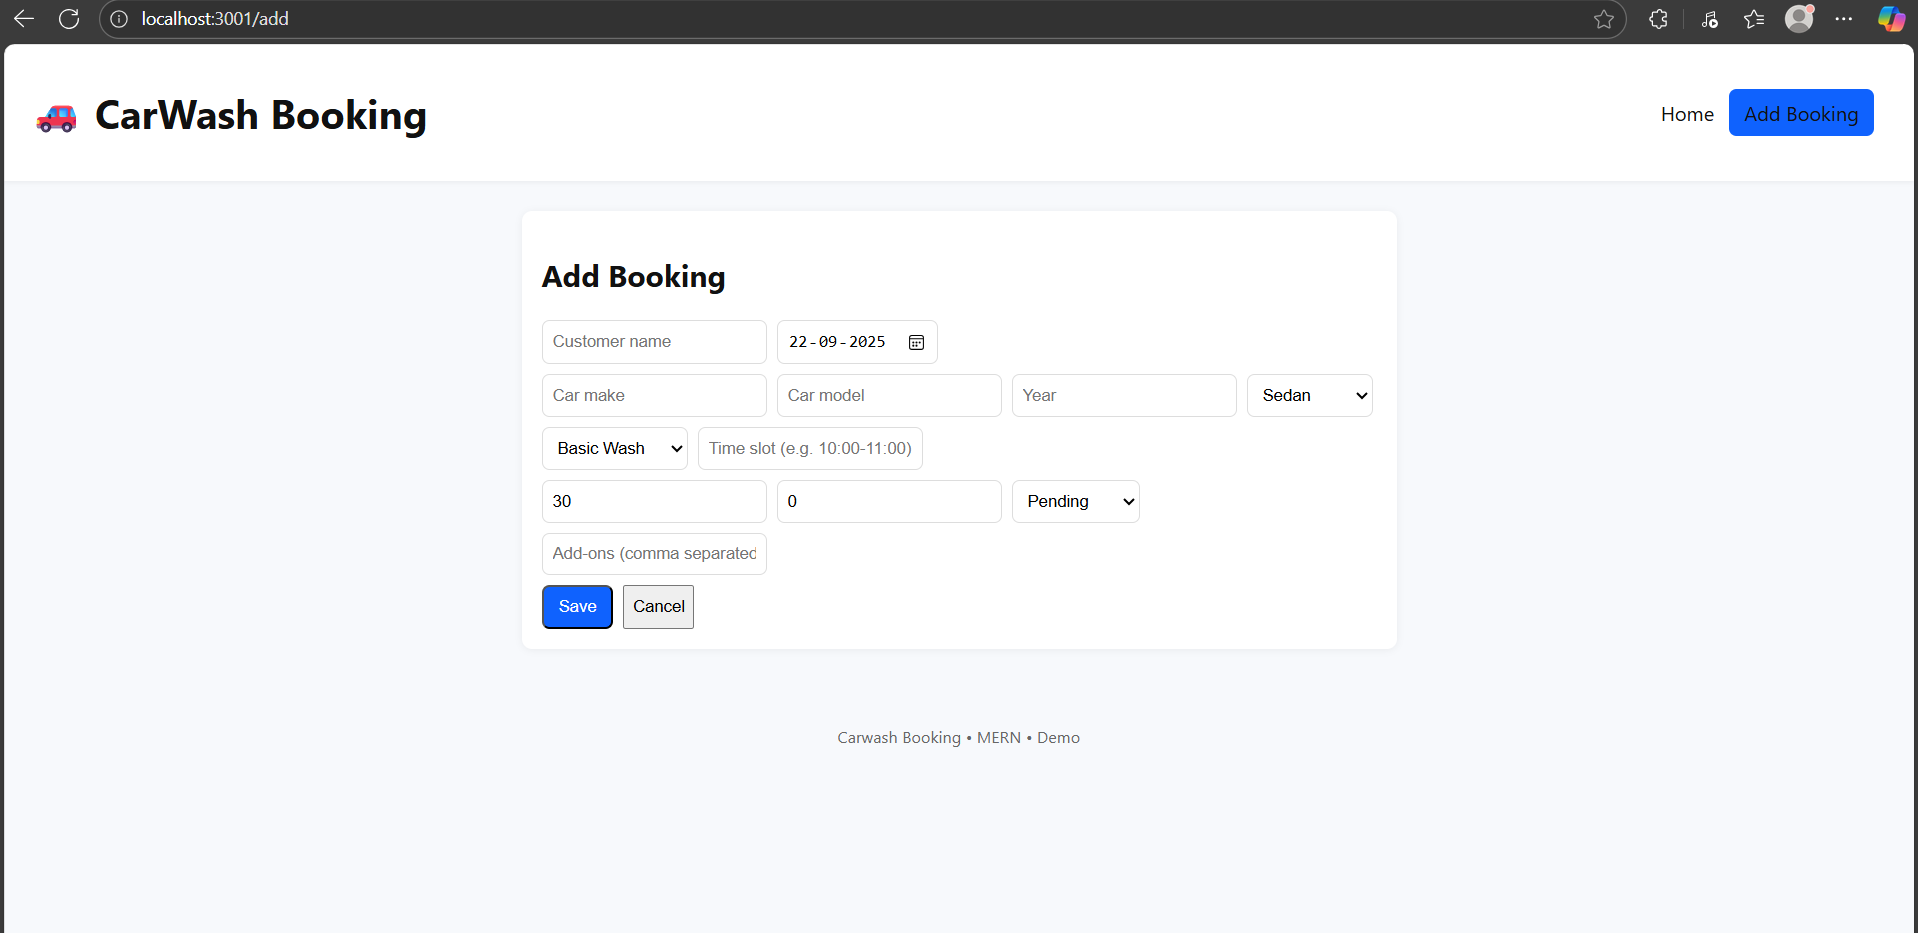 localhost:3001/add
CarWash Booking
Home Add Booking
Add Booking
Customer name 22-09-2025
Car make Car model Year Sedan
Basic Wash Time slot (e.g. 10:00-11:00)
30 0 Pending
Add-ons (comma separated
Save Cancel
Carwash Booking • MERN • Demo